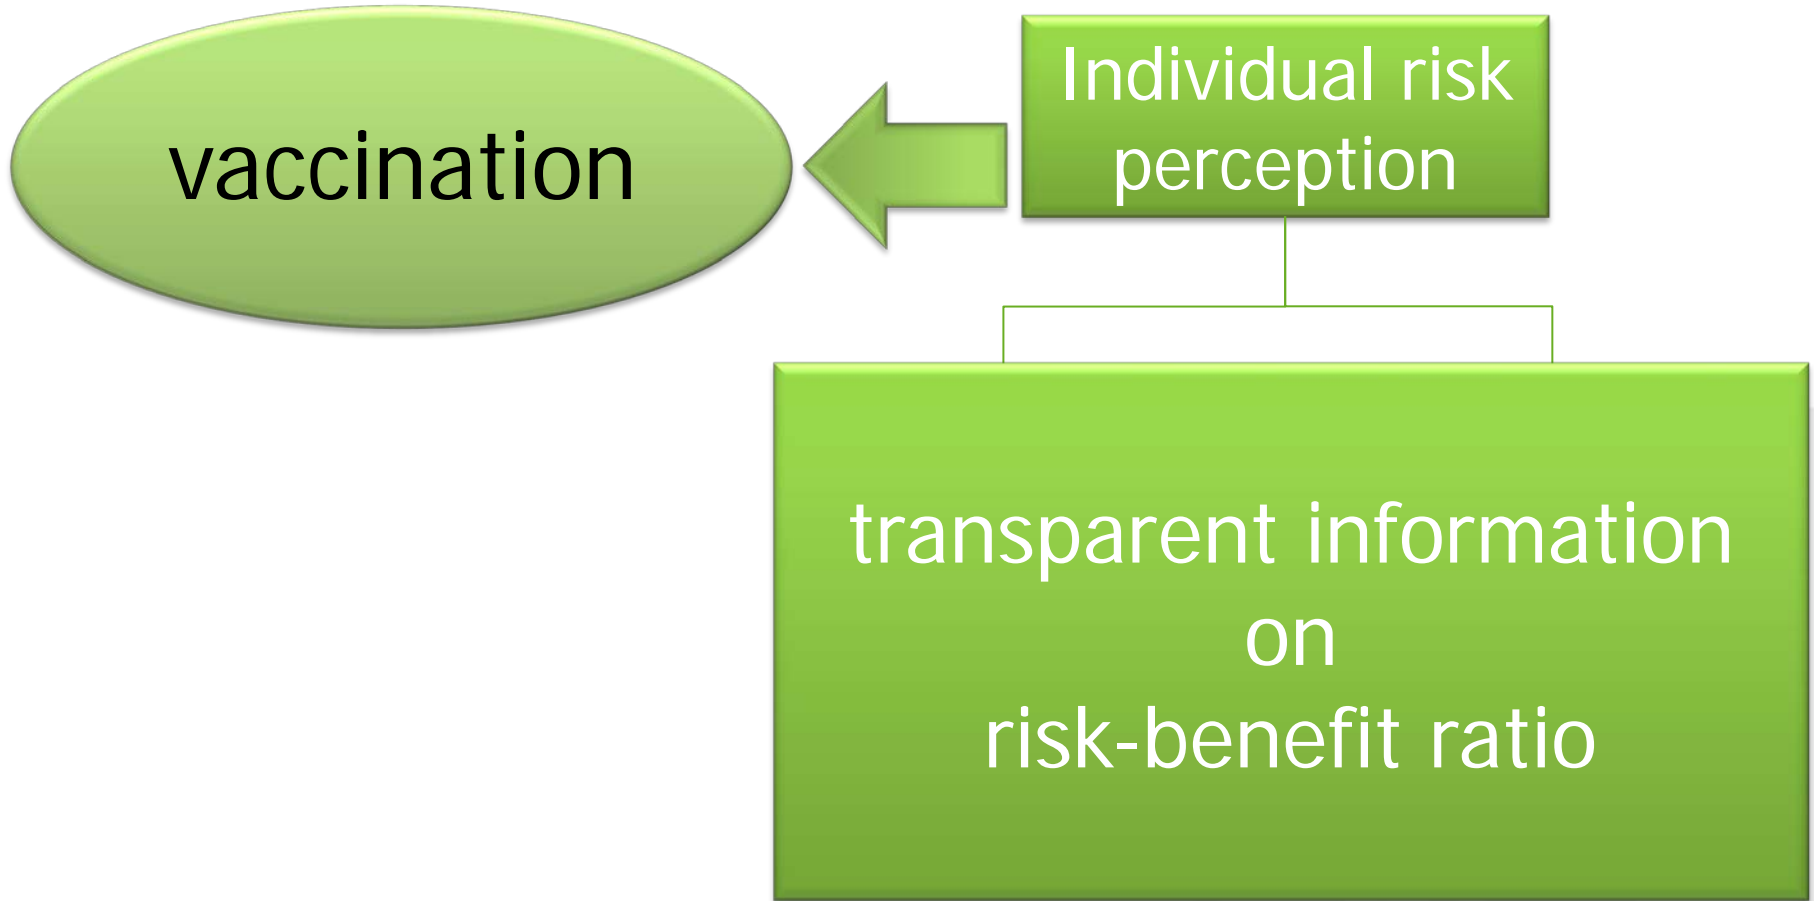 vaccination
Individual risk
perception
transparent information
on
risk-benefit ratio